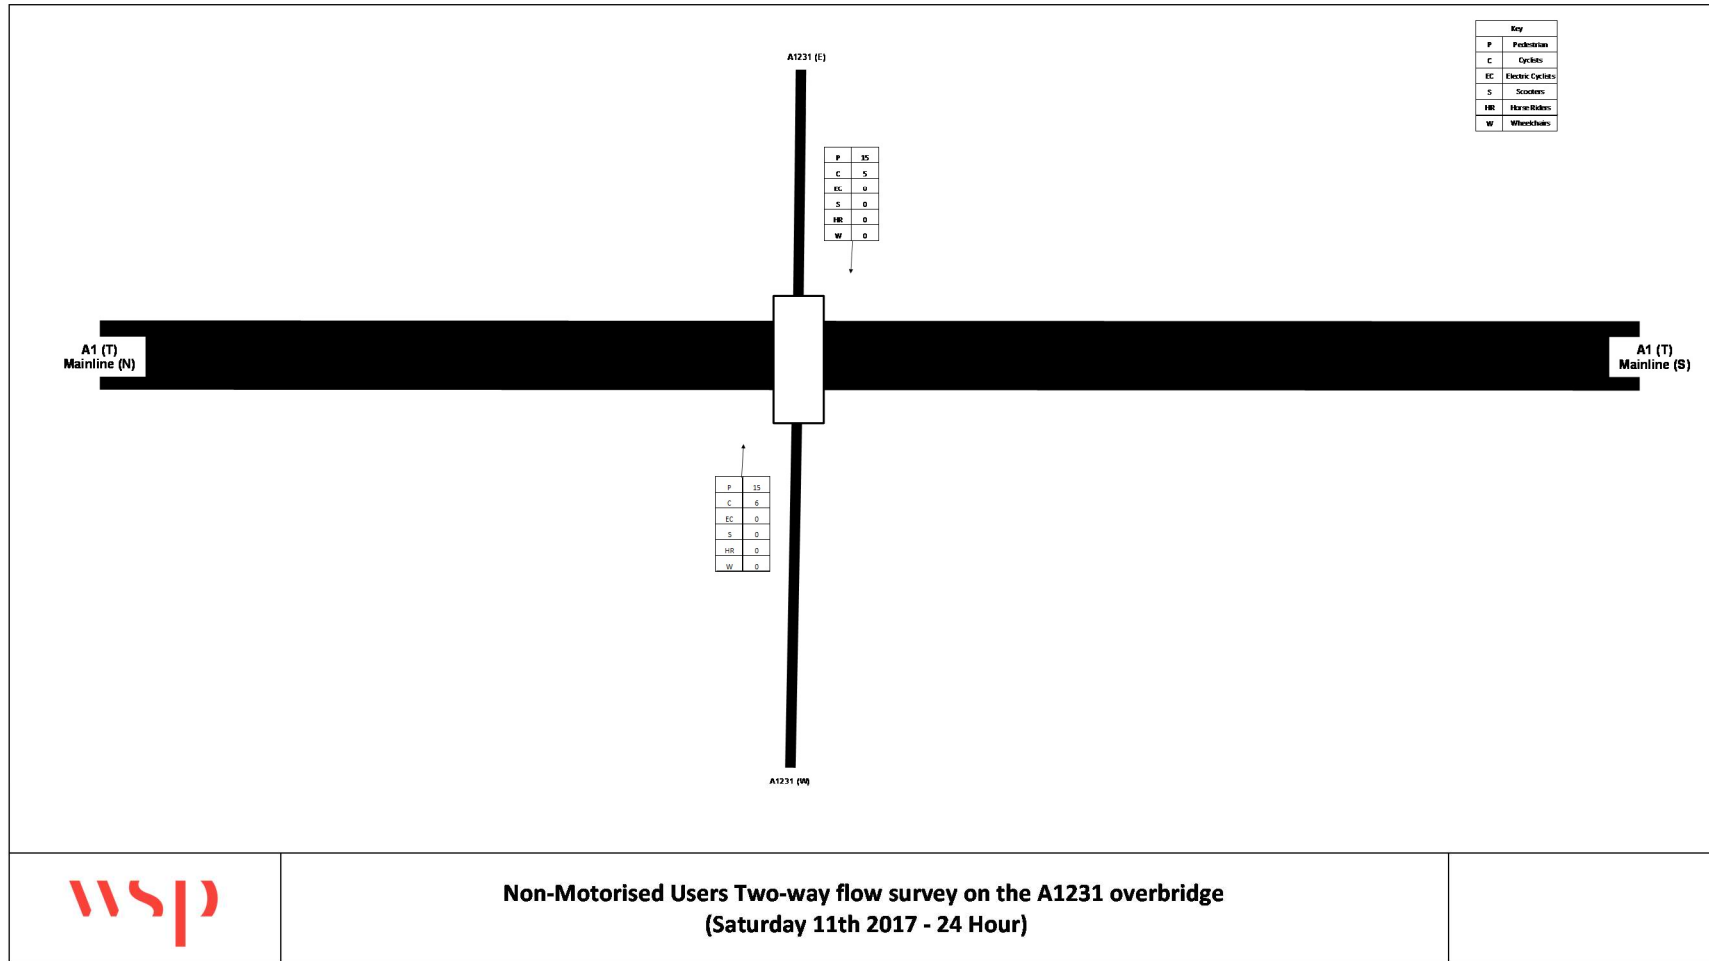 Key
P Pedestrian
C Cyclists
EC Electric Cyclists
S Scooters
HR Horse Riders
W Wheelchairs
A1231 (E)
P 15
C 5
EC 0
S 0
HR 0
W 0
A1 (T)
Mainline (N)
A1 (T)
Mainline (S)
P 15
C 6
EC 0
S 0
HR 0
W 0
A1231 (W)
wsp
Non-Motorised Users Two-way flow survey on the A1231 overbridge
(Saturday 11th 2017 - 24 Hour)